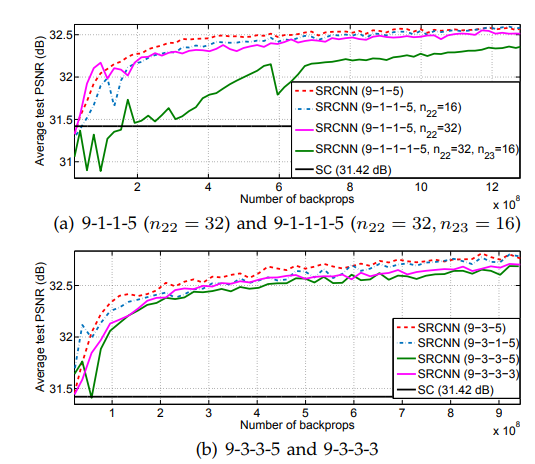 32.5
32
31.5
31
Average test PSNR (dB)
SRCNN (9−1−5)
SRCNN (9−1−1−5, n22=16)
SRCNN (9−1−1−5, n22=32)
SRCNN (9−1−1−1−5, n22=32, n23=16)
SC (31.42 dB)
2 4 6 8 10 12
Number of backprops
x 10^8
(a) 9-1-1-5 (n22 = 32) and 9-1-1-1-5 (n22 = 32, n23 = 16)
32.5
32
31.5
Average test PSNR (dB)
SRCNN (9−3−5)
SRCNN (9−3−1−5)
SRCNN (9−3−3−5)
SRCNN (9−3−3−3)
SC (31.42 dB)
1 2 3 4 5 6 7 8 9
Number of backprops
x 10^8
(b) 9-3-3-5 and 9-3-3-3